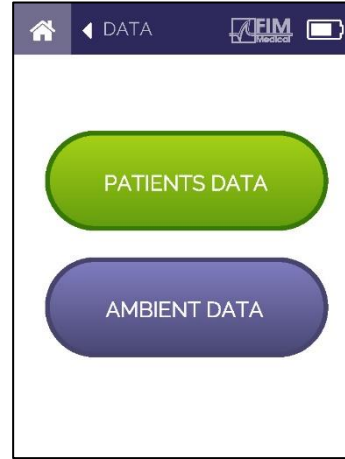 DATA
FIM
Medical
PATIENTS DATA
AMBIENT DATA